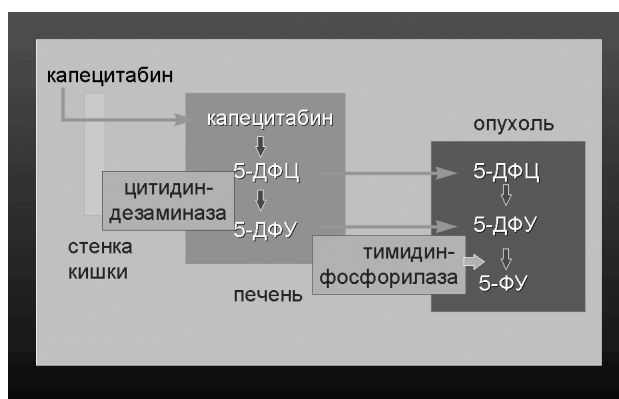 капецитабин
капецитабин
5-ДФЦ
цитидин-
дезаминаза
5-ДФУ
стенка
кишки
печень
опухоль
5-ДФЦ
5-ДФУ
тимидин-
фосфорилаза
5-ФУ